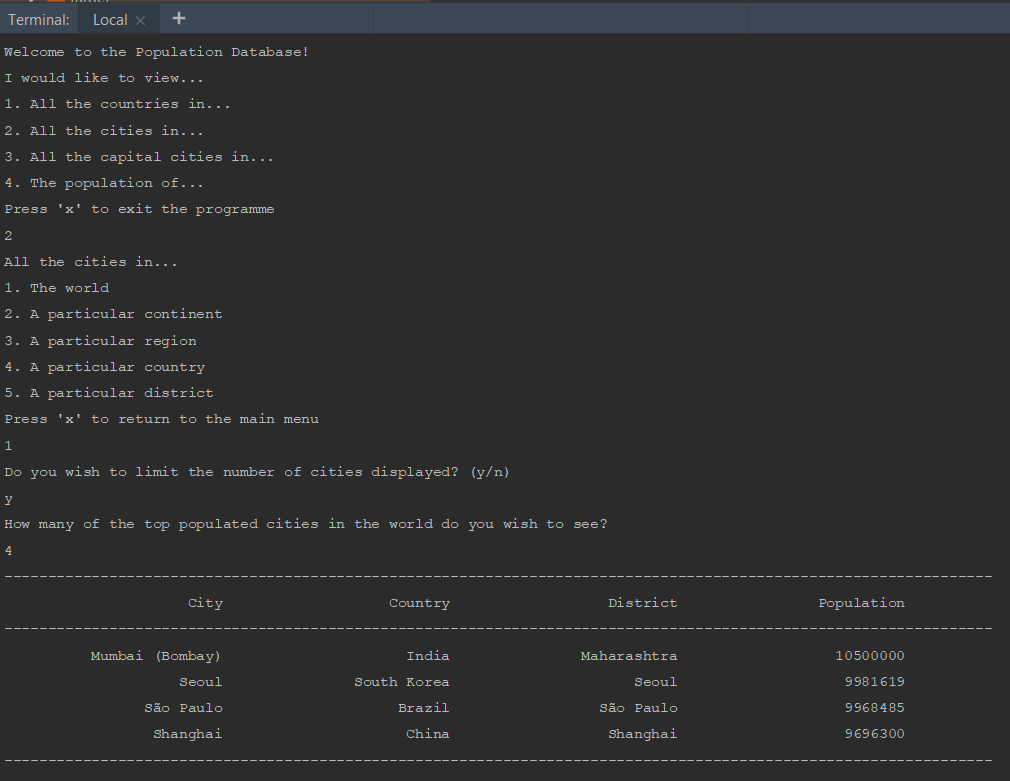 Terminal: Local × +
Welcome to the Population Database!
I would like to view...
1. All the countries in...
2. All the cities in...
3. All the capital cities in...
4. The population of...
Press 'x' to exit the programme
2
All the cities in...
1. The world
2. A particular continent
3. A particular region
4. A particular country
5. A particular district
Press 'x' to return to the main menu
1
Do you wish to limit the number of cities displayed? (y/n)
y
How many of the top populated cities in the world do you wish to see?
4
-----------------------------------------------------------------------------------------------------------------
City Country District Population
-----------------------------------------------------------------------------------------------------------------
Mumbai (Bombay) India Maharashtra 10500000
Seoul South Korea Seoul 9981619
São Paulo Brazil São Paulo 9968485
Shanghai China Shanghai 9696300
-----------------------------------------------------------------------------------------------------------------